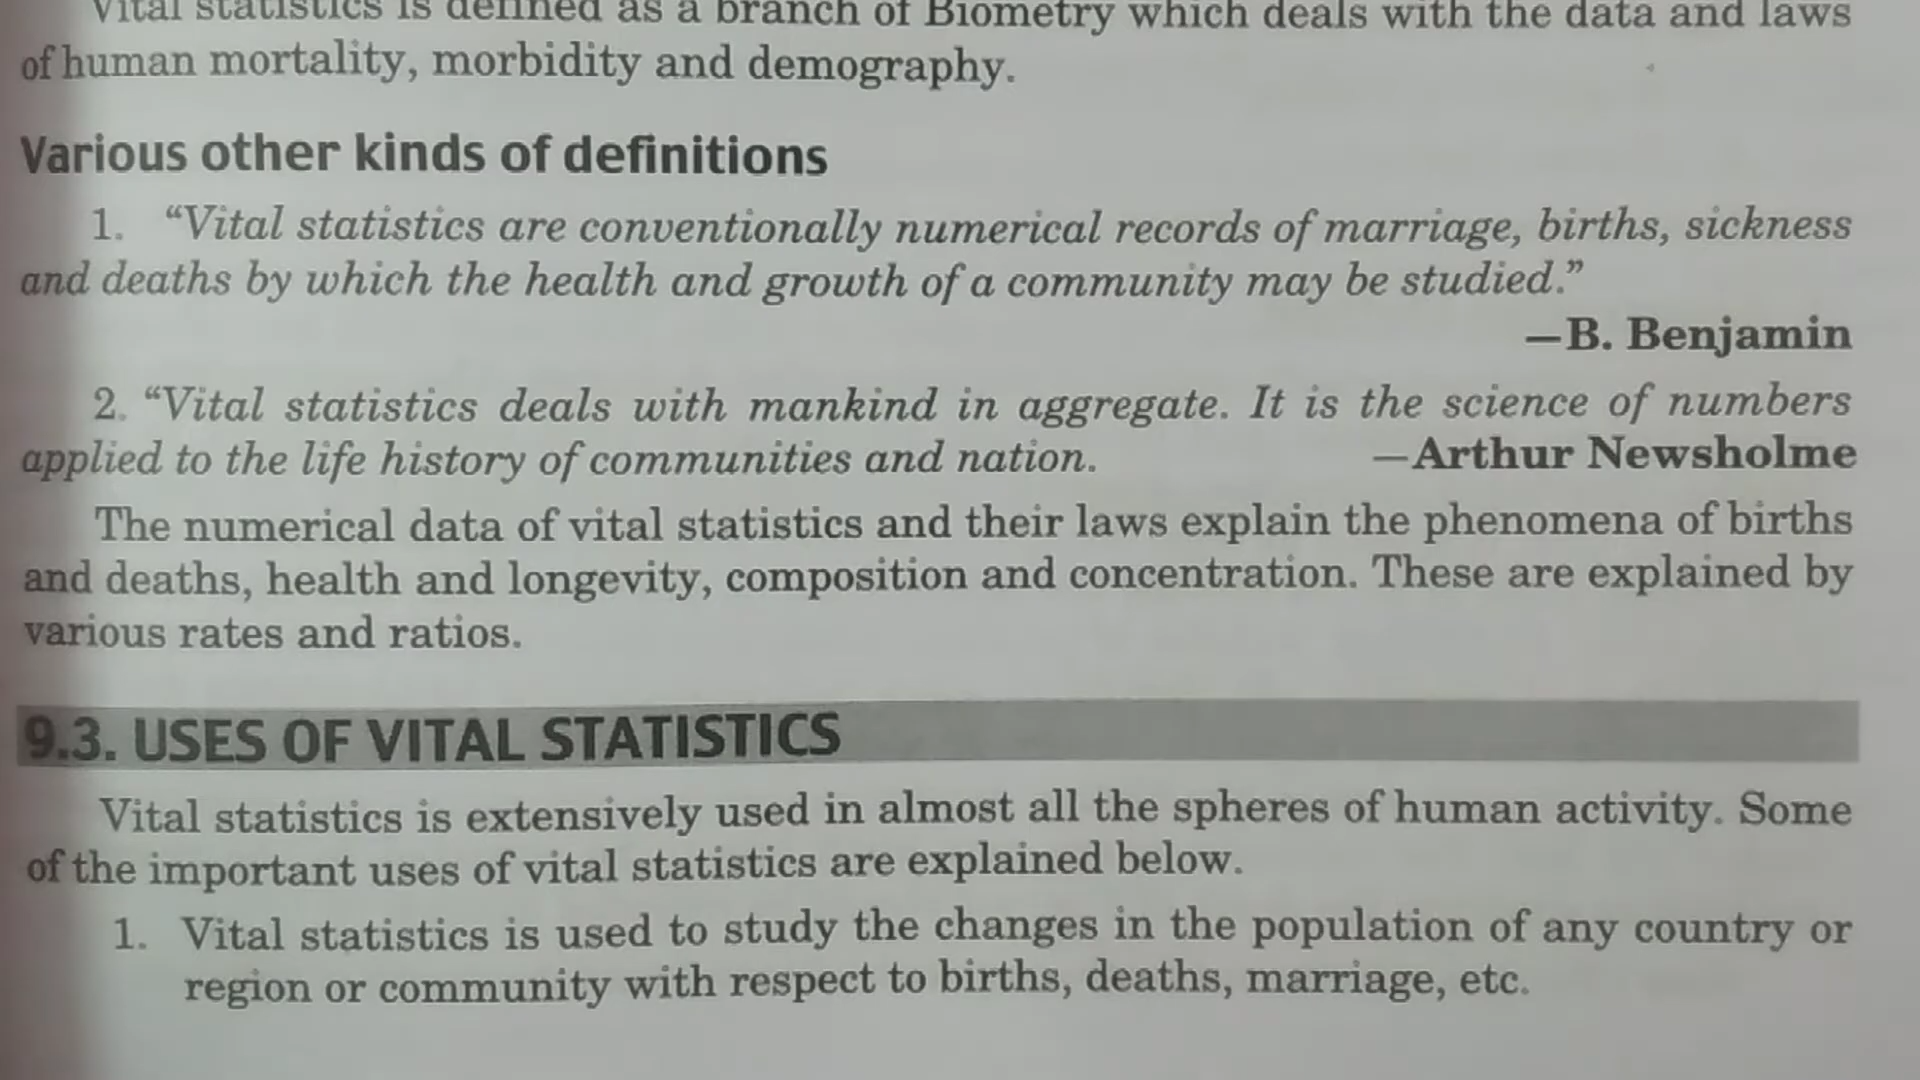 Vital statistics is defined as a branch of Biometry which deals with the data and laws
of human mortality, morbidity and demography.
Various other kinds of definitions
1. “Vital statistics are conventionally numerical records of marriage, births, sickness
and deaths by which the health and growth of a community may be studied.”
—B. Benjamin
2. “Vital statistics deals with mankind in aggregate. It is the science of numbers
applied to the life history of communities and nation. —Arthur Newsholme
The numerical data of vital statistics and their laws explain the phenomena of births
and deaths, health and longevity, composition and concentration. These are explained by
various rates and ratios.
9.3. USES OF VITAL STATISTICS
Vital statistics is extensively used in almost all the spheres of human activity. Some
of the important uses of vital statistics are explained below.
1. Vital statistics is used to study the changes in the population of any country or
region or community with respect to births, deaths, marriage, etc.